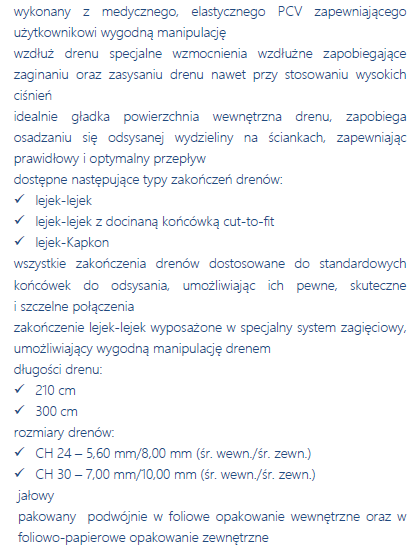 wykonany z medycznego, elastycznego PCV zapewniającego
użytkownikowi wygodną manipulację
wzdłuż drenu specjalne wzmocnienia wzdłużne zapobiegające
zaginaniu oraz zasysaniu drenu nawet przy stosowaniu wysokich
ciśnień
idealnie gładka powierzchnia wewnętrzna drenu, zapobiega
osadzaniu się odsysanej wydzieliny na ściankach, zapewniając
prawidłowy i optymalny przepływ
dostępne następujące typy zakończeń drenów:
✓ lejek-lejek
✓ lejek-lejek z docinaną końcówką cut-to-fit
✓ lejek-Kapkon
wszystkie zakończenia drenów dostosowane do standardowych
końcówek do odsysania, umożliwiając ich pewne, skuteczne
i szczelne połączenia
zakończenie lejek-lejek wyposażone w specjalny system zagięciowy,
umożliwiający wygodną manipulację drenem
długości drenu:
✓ 210 cm
✓ 300 cm
rozmiary drenów:
✓ CH 24 – 5,60 mm/8,00 mm (śr. wewn./śr. zewn.)
✓ CH 30 – 7,00 mm/10,00 mm (śr. wewn./śr. zewn.)
jałowy
pakowany podwójnie w foliowe opakowanie wewnętrzne oraz w
foliowo-papierowe opakowanie zewnętrzne